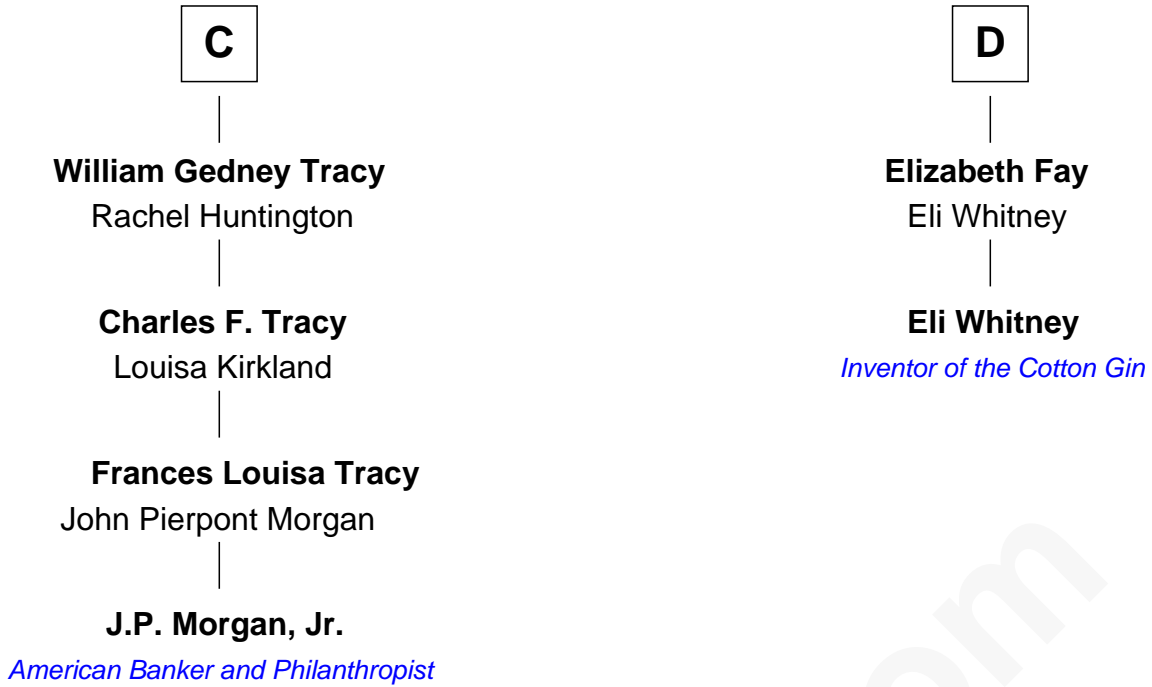 C
William Gedney Tracy
Rachel Huntington
Charles F. Tracy
Louisa Kirkland
Frances Louisa Tracy
John Pierpont Morgan
J.P. Morgan, Jr.
American Banker and Philanthropist
D
Elizabeth Fay
Eli Whitney
Eli Whitney
Inventor of the Cotton Gin
om